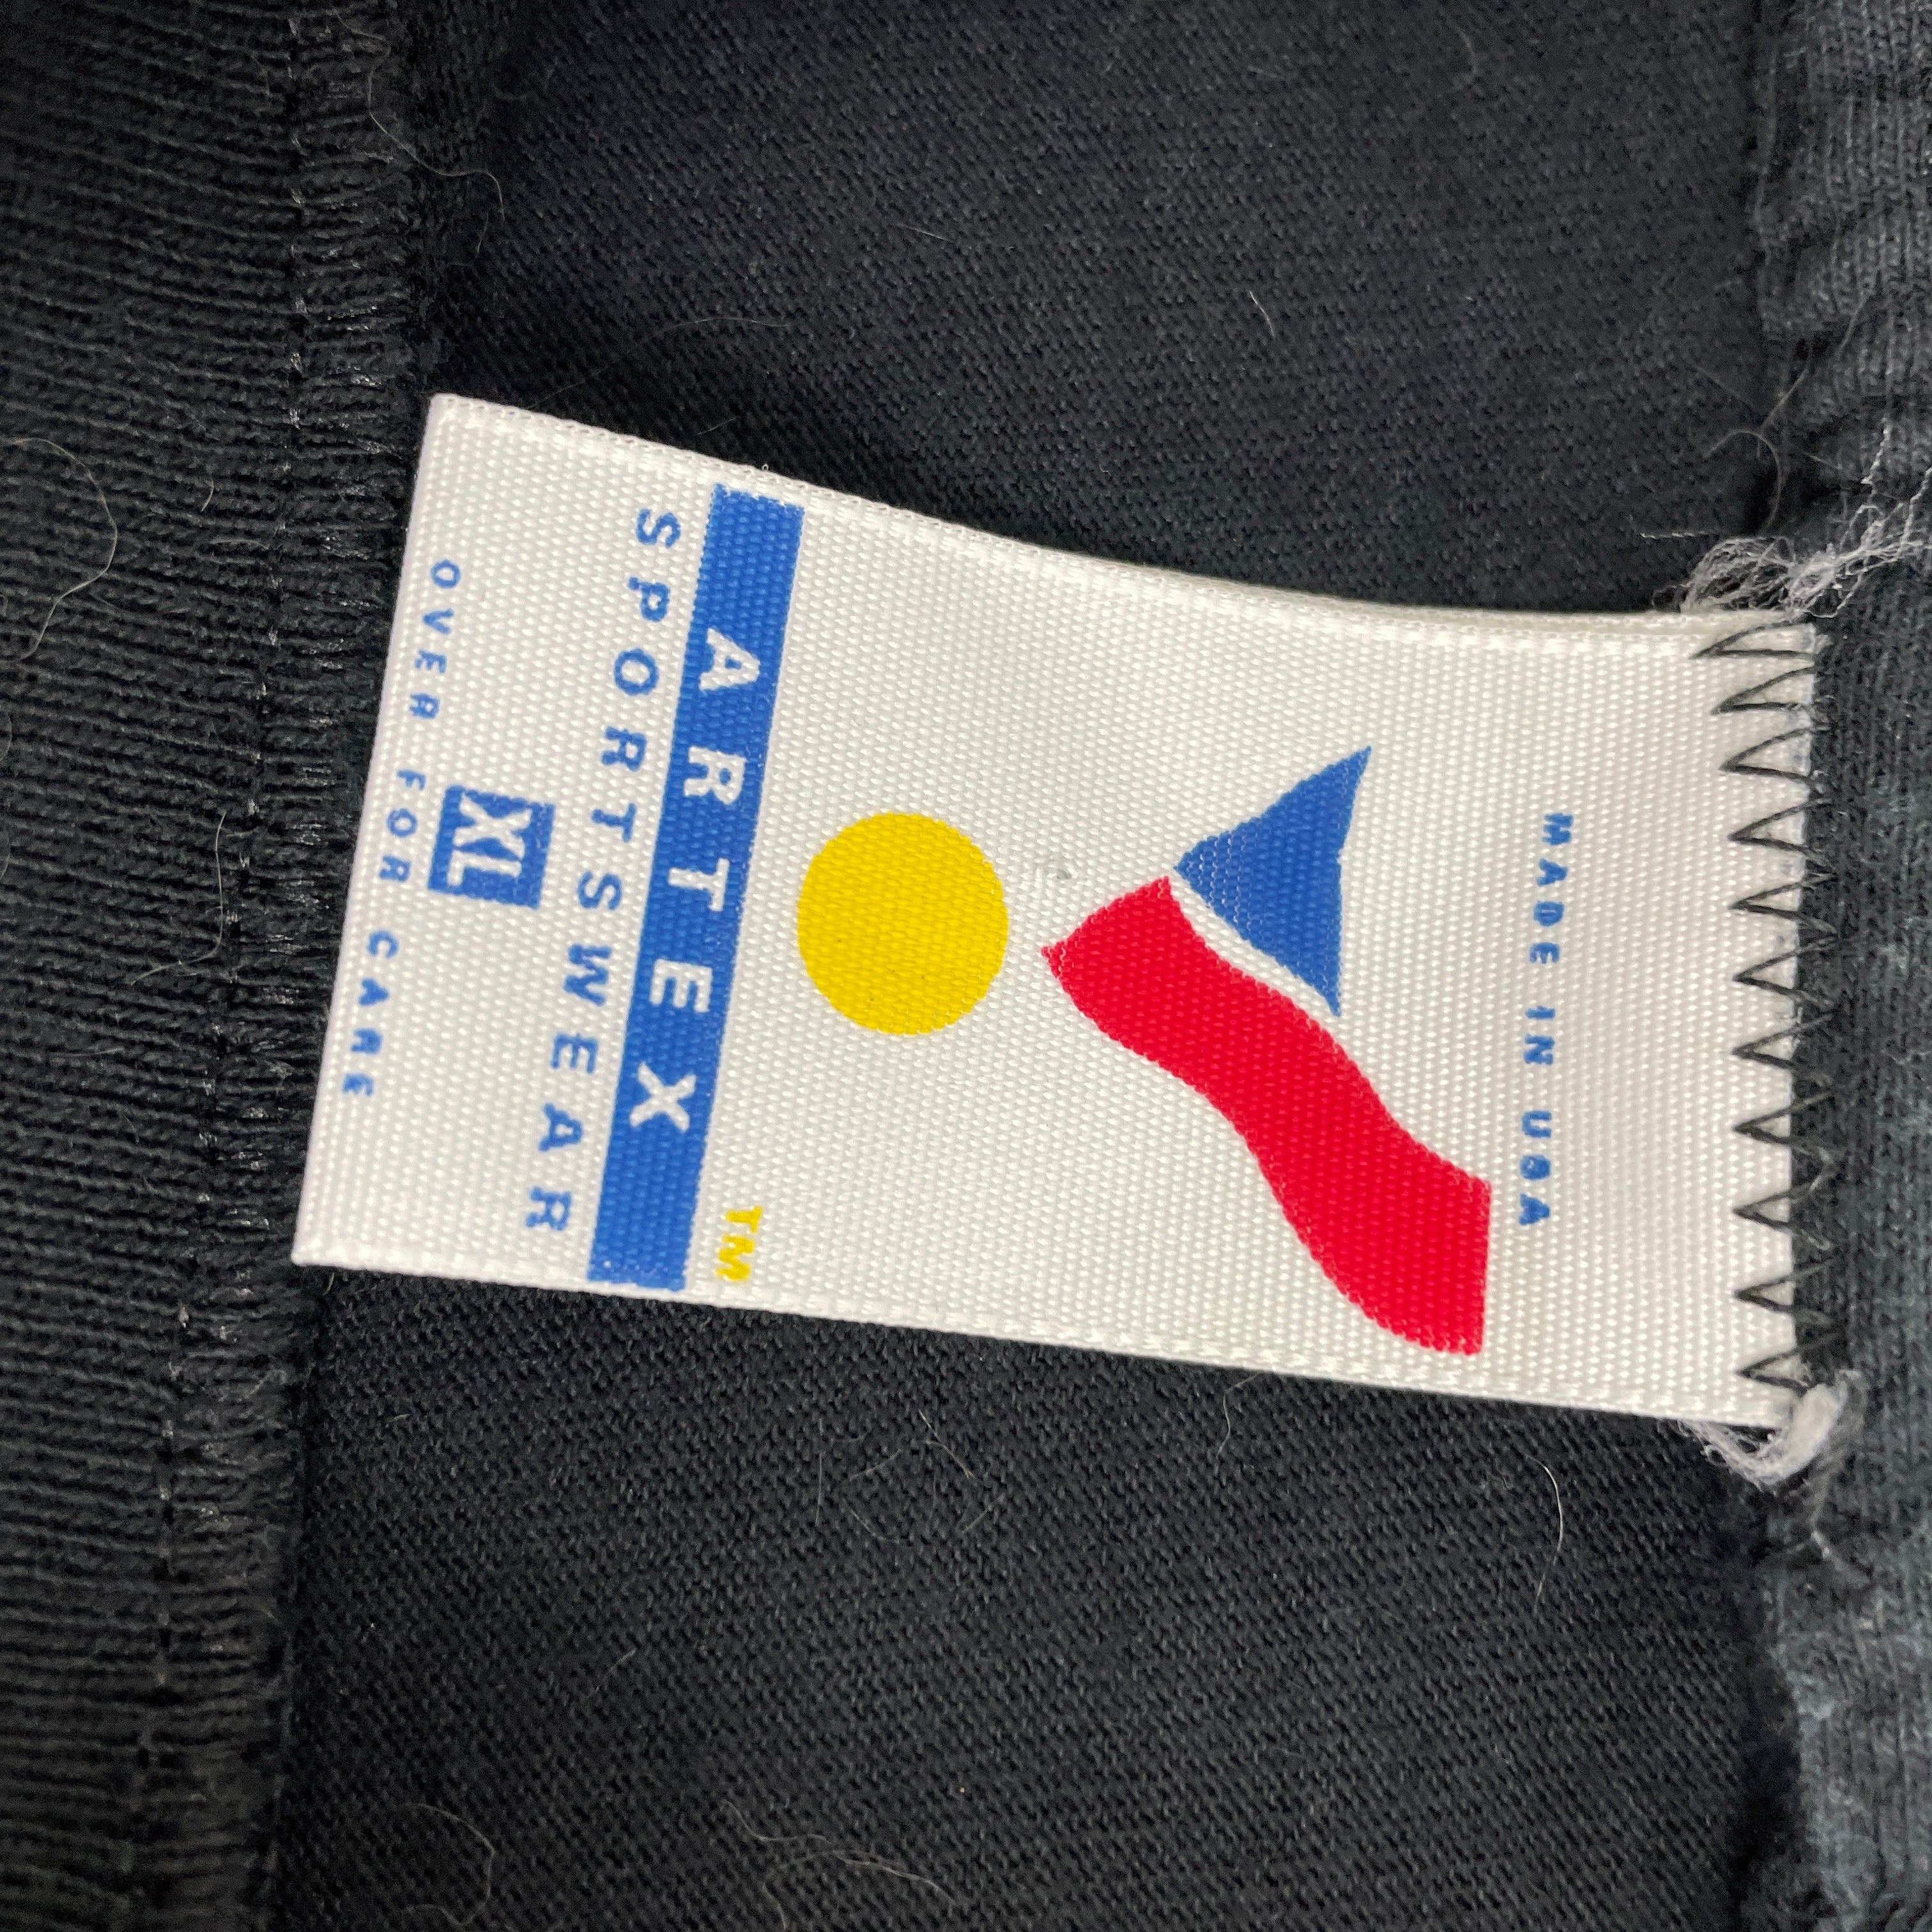 MADE IN USA
TM
ARTEX
SPORTSWEAR
XL
OVER FOR CARE